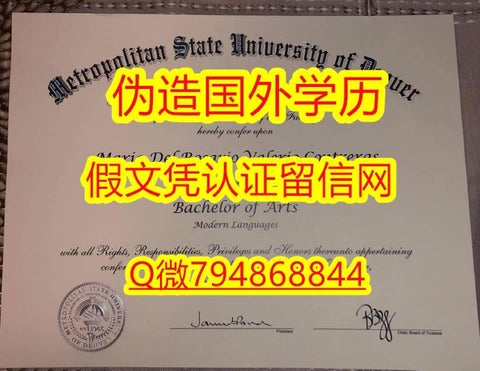 Metropolitan State University of Denver
伪造国外学历
hereby confer upon
假文凭认证留信网
Bachelor of Arts
Modern Languages
with all Rights, Responsibilities, Privileges and Honors thereunto appertaining
Q微794868844
President
Chair, Board of Trustees